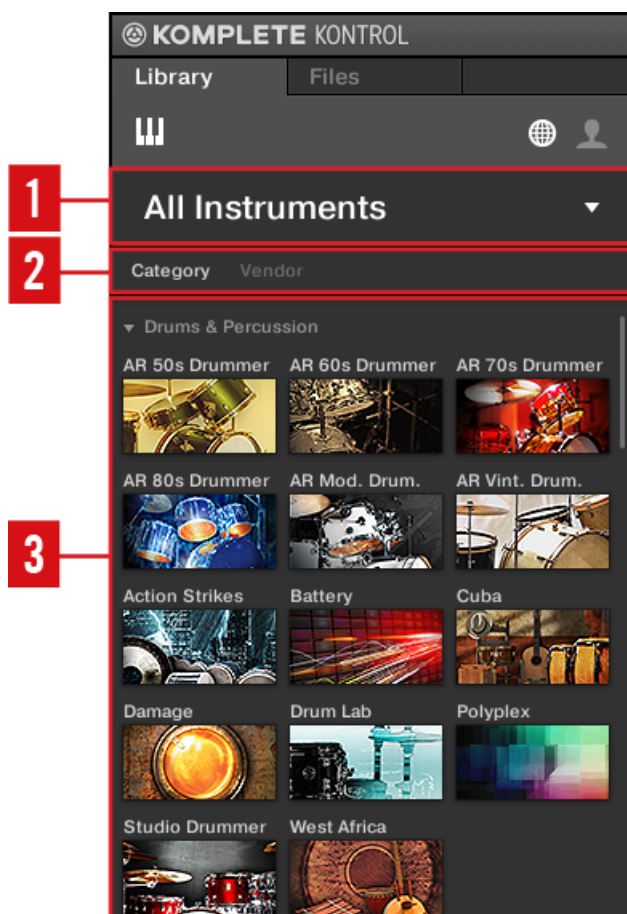 KOMPLETE KONTROL
Library Files
1 All Instruments
2 Category Vendor
Drums & Percussion
AR 50s Drummer AR 60s Drummer AR 70s Drummer
AR 80s Drummer AR Mod. Drum. AR Vint. Drum.
3
Action Strikes Battery Cuba
Damage Drum Lab Polyplex
Studio Drummer West Africa